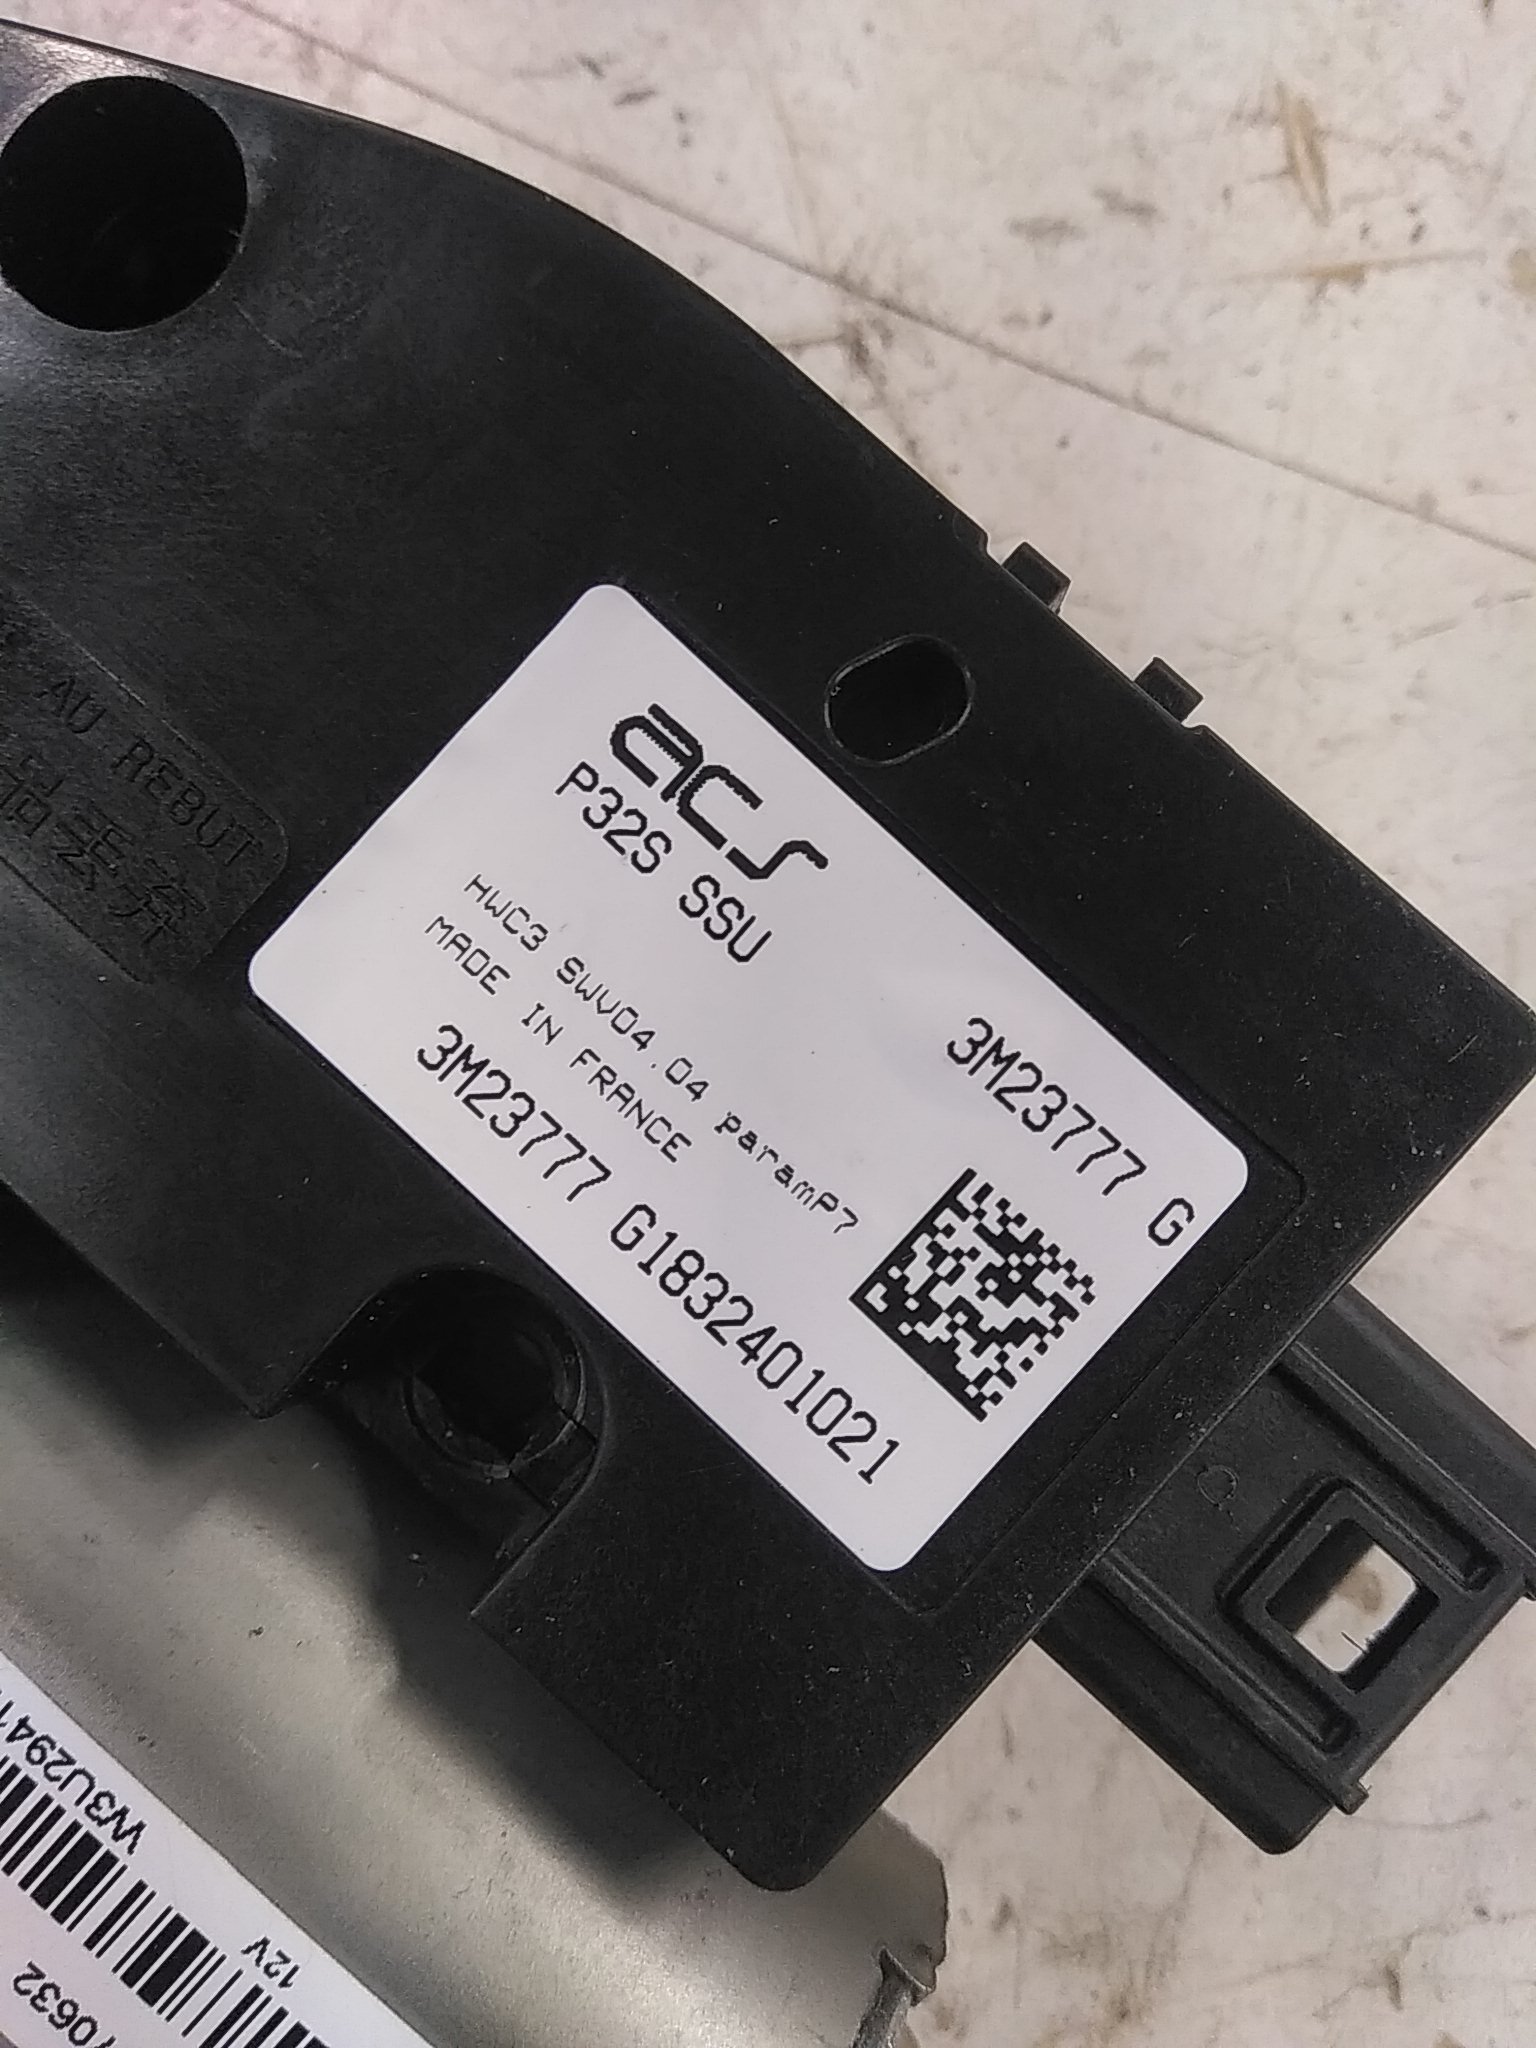 AU REBUT
acs
P32S SSU
3M23777 G
HWC3 SWV04.04 ParamP7
MADE IN FRANCE
3M23777 G1832401021
12V